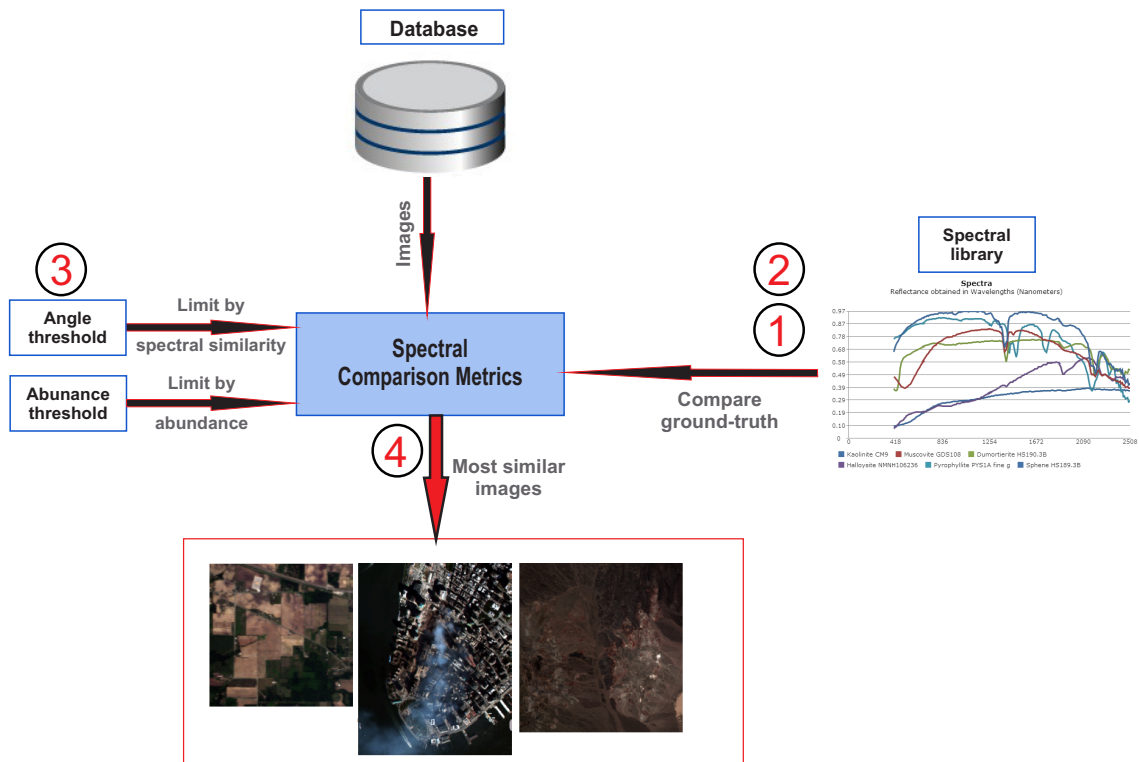 Database
Images
3
Angle
threshold
Limit by
spectral similarity
Abunance
threshold
Limit by
abundance
Spectral
Comparison Metrics
2
1
Compare
ground-truth
Spectral
library
Spectra
Reflectance obtained in Wavelengths (Nanometers)
0.97
0.87
0.78
0.68
0.58
0.49
0.39
0.29
0.19
0.10
0
0 418 836 1254 1672 2090 2508
Kaolinite CM9 Muscovite GDS108 Dumortierite HS190.3B
Halloysite NMNH106236 Pyrophyllite PYS1A fine g Sphene HS189.3B
4
Most similar
images